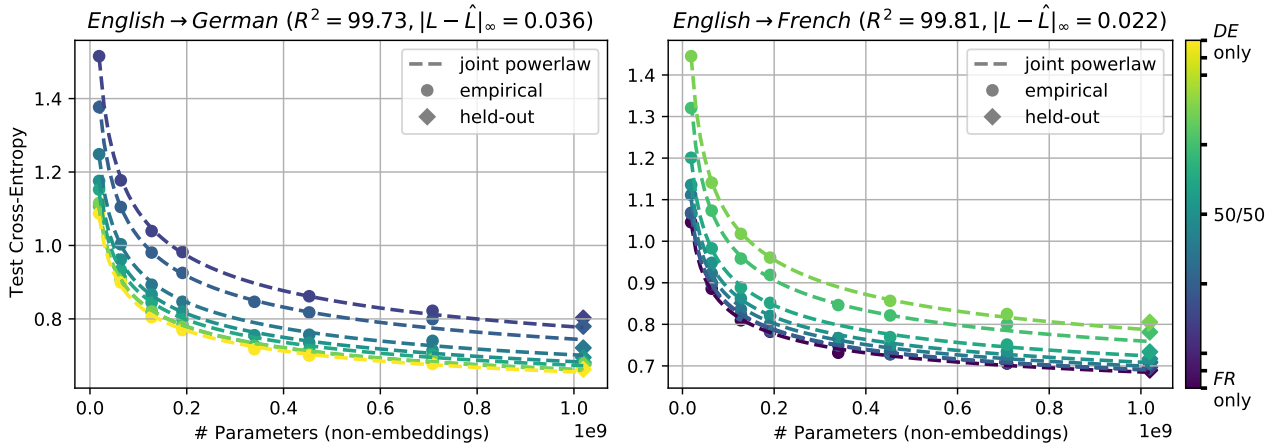 English → German (R² = 99.73, |L − L̂|∞ = 0.036)
English → French (R² = 99.81, |L − L̂|∞ = 0.022)
Test Cross-Entropy
1.4
1.2
1.0
0.8
joint powerlaw
empirical
held-out
0.0
0.2
0.4
0.6
0.8
1.0
1e9
# Parameters (non-embeddings)
1.4
1.3
1.2
1.1
1.0
0.9
0.8
0.7
joint powerlaw
empirical
held-out
0.0
0.2
0.4
0.6
0.8
1.0
1e9
# Parameters (non-embeddings)
DE
only
50/50
FR
only